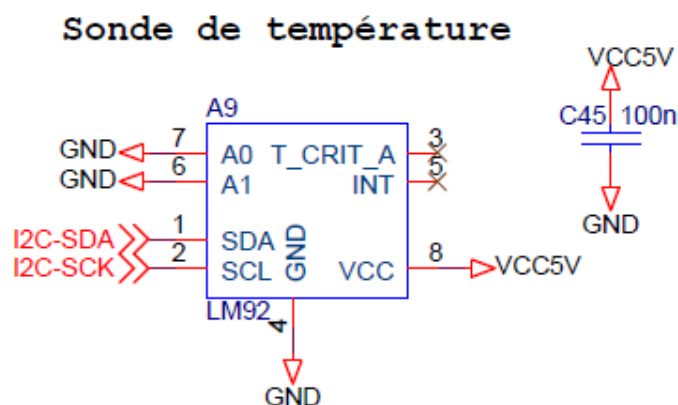 Sonde de température
VCC5V
A9
C45 100n
GND 7 A0 T_CRIT_A 3
GND 6 A1 INT 5
GND
I2C-SDA 1 SDA
I2C-SCK 2 SCL GND VCC 8 VCC5V
LM92
4
GND